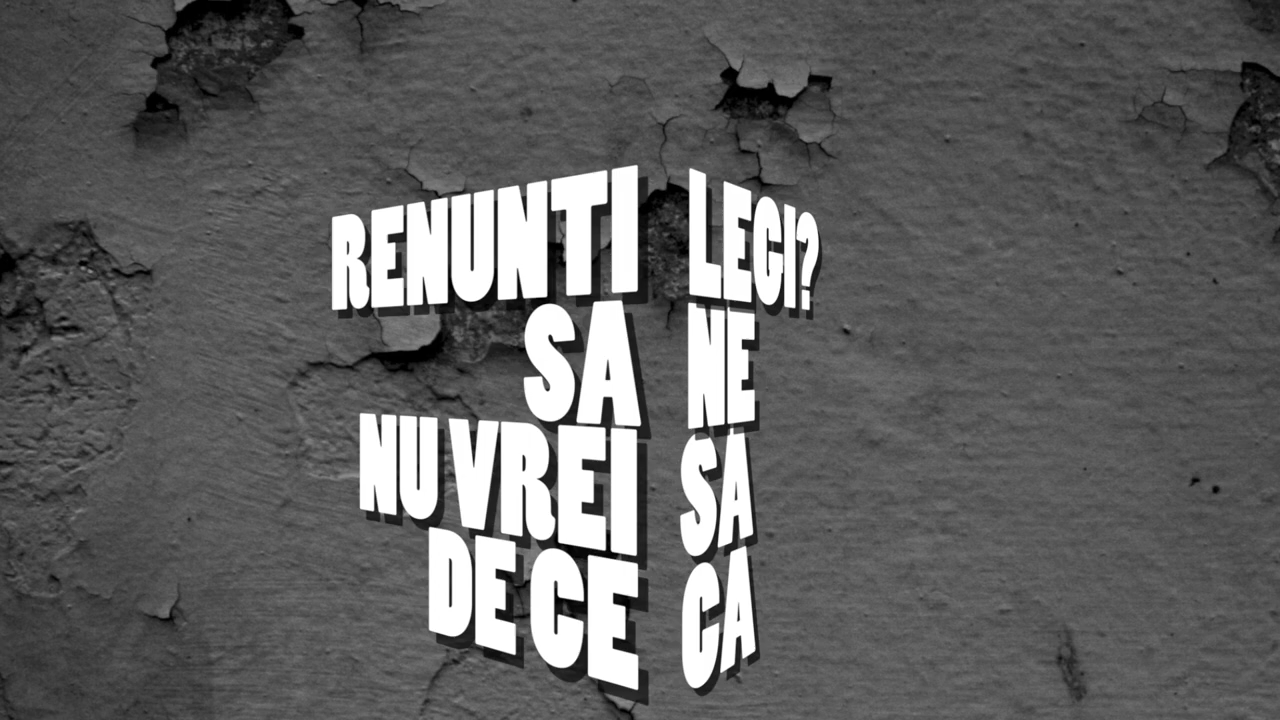 RENUNTI
SA
NU VREI
DE CE
LEGI?
NE
SA
CA